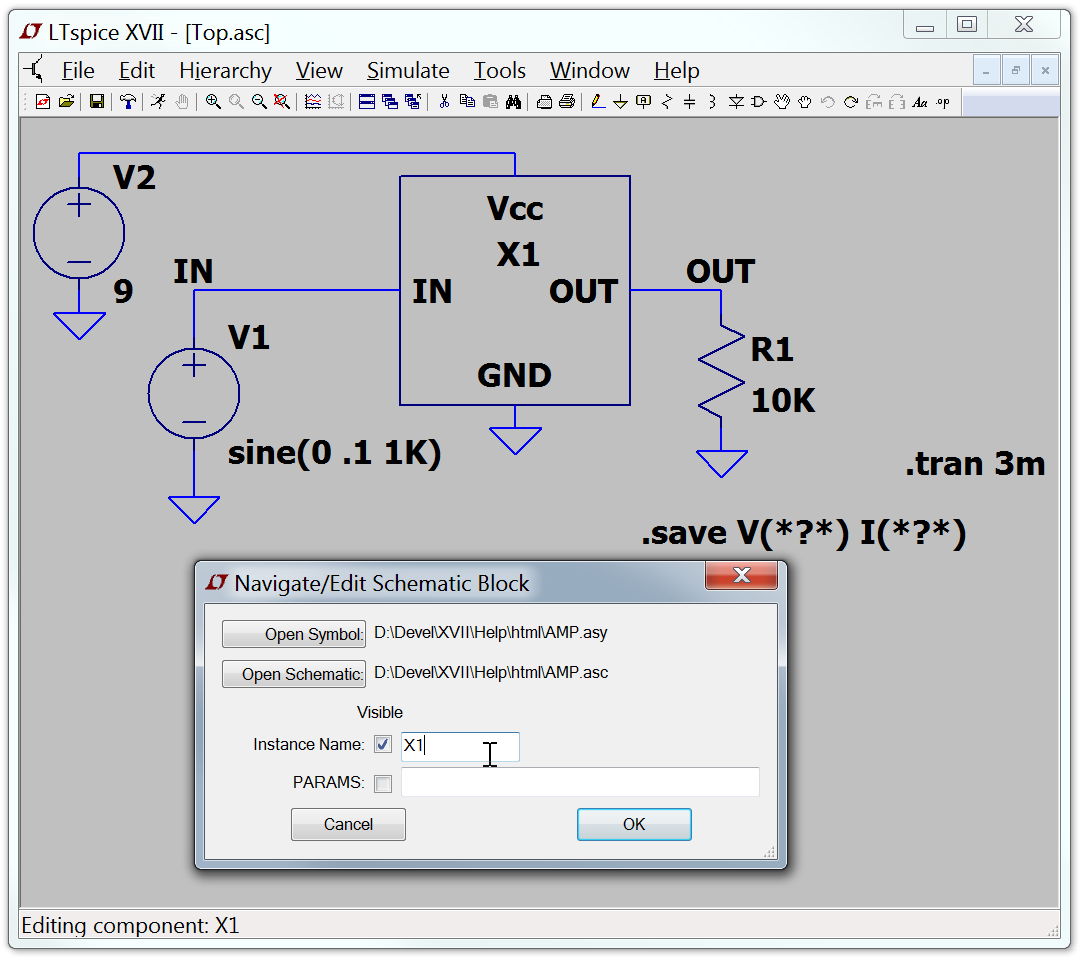 LTspice XVII - [Top.asc]
File Edit Hierarchy View Simulate Tools Window Help
Aa .op
V2
Vcc
X1
IN
9
IN
OUT
OUT
V1
R1
GND
10K
sine(0 .1 1K)
.tran 3m
.save V(*?*) I(*?*)
Navigate/Edit Schematic Block
Open Symbol: D:\Devel\XVII\Help\html\AMP.asy
Open Schematic: D:\Devel\XVII\Help\html\AMP.asc
Visible
Instance Name: X1
PARAMS:
Cancel OK
Editing component: X1